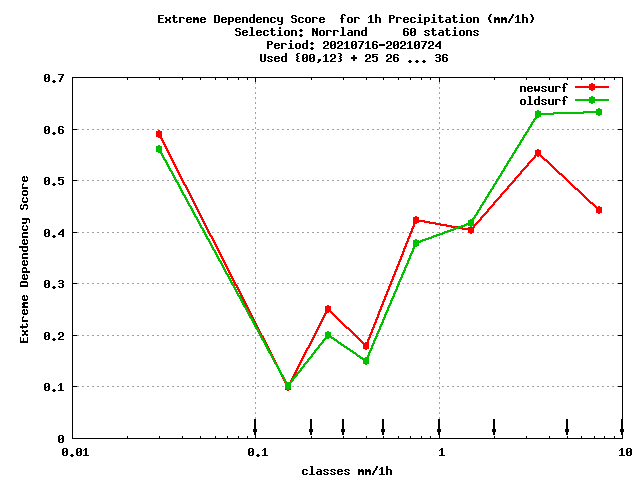 Extreme Dependency Score  for 1h Precipitation (mm/1h)
Selection: Norrland     60 stations
Period: 20210716-20210724
Used {00,12} + 25 26 ... 36
newsurf
oldsurf
Extreme Dependency Score
0.7
0.6
0.5
0.4
0.3
0.2
0.1
0
0.01 0.1 1 10
classes mm/1h